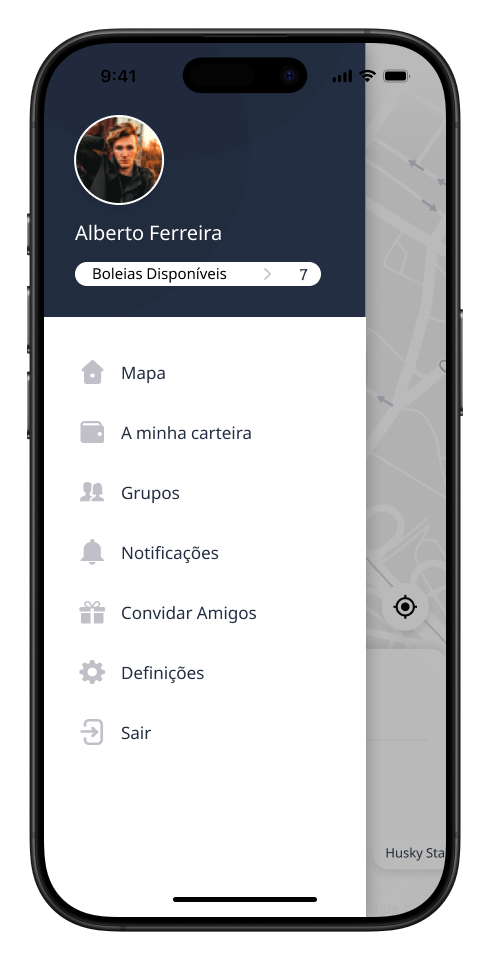 9:41
Alberto Ferreira
Boleias Disponíveis 7
Mapa
A minha carteira
Grupos
Notificações
Convidar Amigos
Definições
Sair
Husky Sta